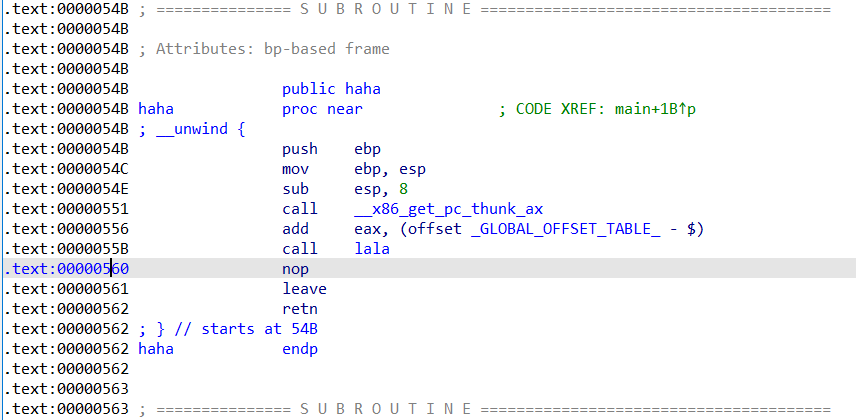 .text:0000054B ; =============== S U B R O U T I N E =======================================
.text:0000054B
.text:0000054B ; Attributes: bp-based frame
.text:0000054B
.text:0000054B public haha
.text:0000054B haha proc near ; CODE XREF: main+1B↑p
.text:0000054B ; __unwind {
.text:0000054B push ebp
.text:0000054C mov ebp, esp
.text:0000054E sub esp, 8
.text:00000551 call __x86_get_pc_thunk_ax
.text:00000556 add eax, (offset _GLOBAL_OFFSET_TABLE_ - $)
.text:0000055B call lala
.text:00000560 nop
.text:00000561 leave
.text:00000562 retn
.text:00000562 ; } // starts at 54B
.text:00000562 haha endp
.text:00000562
.text:00000563
.text:00000563 ; =============== S U B R O U T I N E =======================================